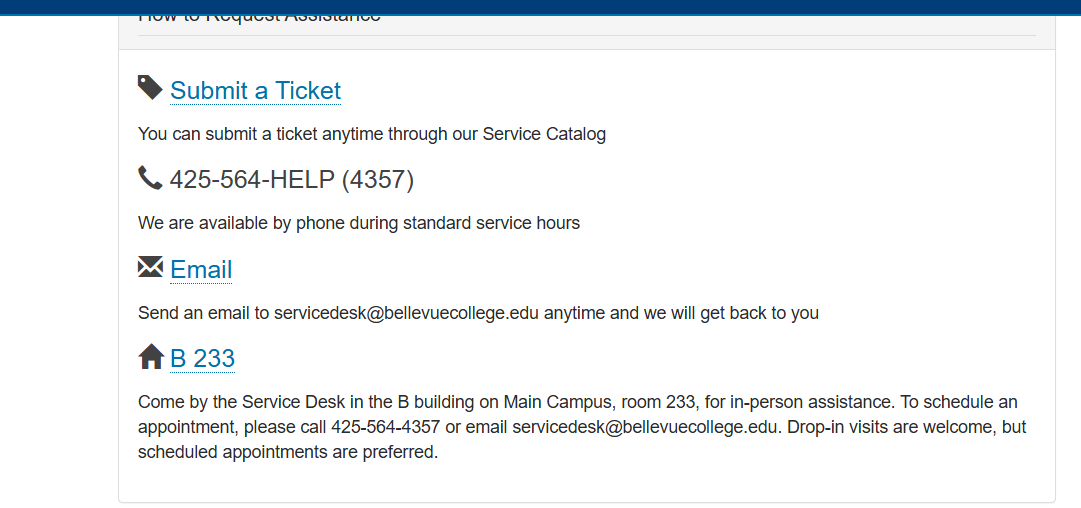 How to Request Assistance
Submit a Ticket
You can submit a ticket anytime through our Service Catalog
425-564-HELP (4357)
We are available by phone during standard service hours
Email
Send an email to servicedesk@bellevuecollege.edu anytime and we will get back to you
B 233
Come by the Service Desk in the B building on Main Campus, room 233, for in-person assistance. To schedule an
appointment, please call 425-564-4357 or email servicedesk@bellevuecollege.edu. Drop-in visits are welcome, but
scheduled appointments are preferred.